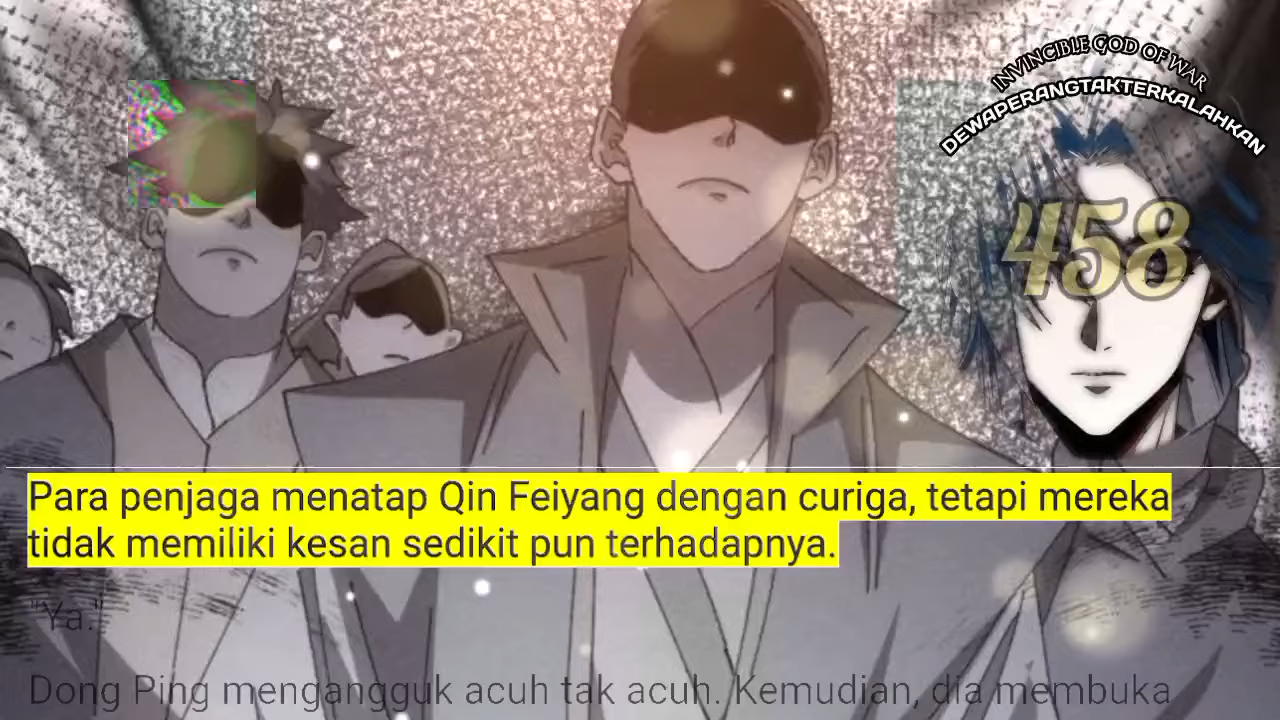 INVINCIBLE GOD OF WAR
DEWAPERANGTAKTERKALAHKAN
458
Para penjaga menatap Qin Feiyang dengan curiga, tetapi mereka
tidak memiliki kesan sedikit pun terhadapnya.
"Ya."
Dong Ping mengangguk acuh tak acuh. Kemudian, dia membuka